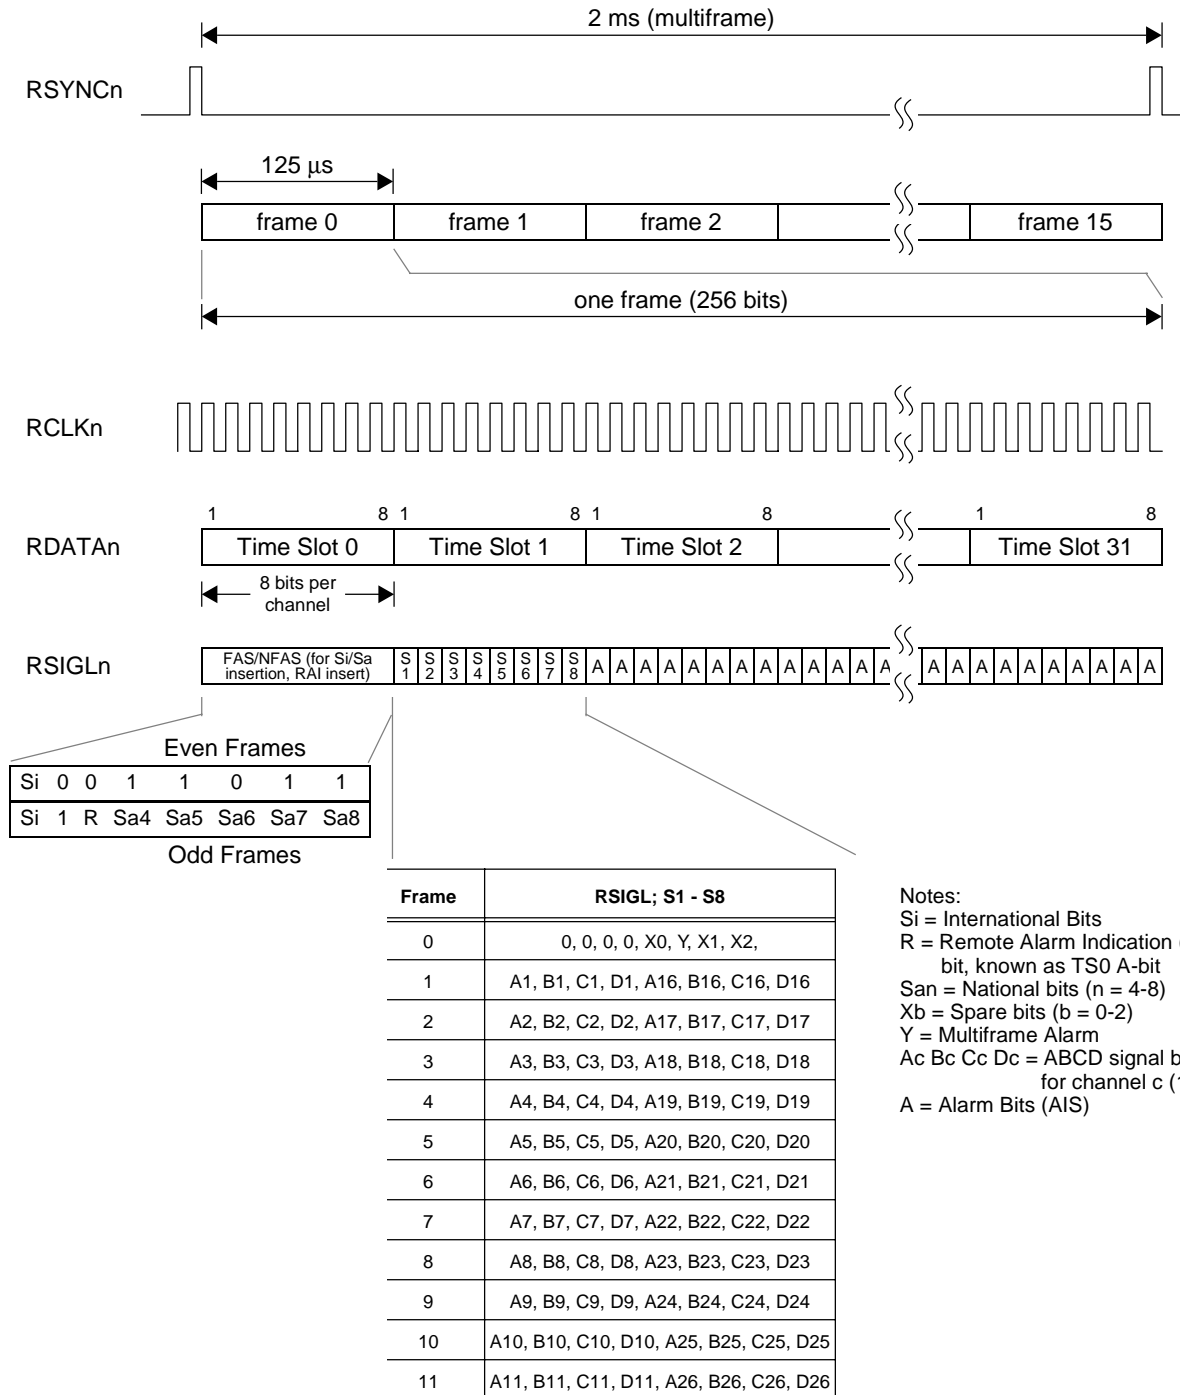 2 ms (multiframe)
RSYNCn
125 μs
frame 0 frame 1 frame 2 frame 15
one frame (256 bits)
RCLKn
1 8 1 8 1 8 1 8
RDATAn Time Slot 0 Time Slot 1 Time Slot 2 Time Slot 31
8 bits per
channel
RSIGLn FAS/NFAS (for Si/Sa
insertion, RAI insert) S1 S2 S3 S4 S5 S6 S7 S8 A A A A A A A A A A A A A A A A A A A A A A A
Even Frames
Si 0 0 1 1 0 1 1
Si 1 R Sa4 Sa5 Sa6 Sa7 Sa8
Odd Frames
Frame RSIGL; S1 - S8
0 0, 0, 0, 0, X0, Y, X1, X2,
1 A1, B1, C1, D1, A16, B16, C16, D16
2 A2, B2, C2, D2, A17, B17, C17, D17
3 A3, B3, C3, D3, A18, B18, C18, D18
4 A4, B4, C4, D4, A19, B19, C19, D19
5 A5, B5, C5, D5, A20, B20, C20, D20
6 A6, B6, C6, D6, A21, B21, C21, D21
7 A7, B7, C7, D7, A22, B22, C22, D22
8 A8, B8, C8, D8, A23, B23, C23, D23
9 A9, B9, C9, D9, A24, B24, C24, D24
10 A10, B10, C10, D10, A25, B25, C25, D25
11 A11, B11, C11, D11, A26, B26, C26, D26
Notes:
Si = International Bits
R = Remote Alarm Indication
bit, known as TS0 A-bit
San = National bits (n = 4-8)
Xb = Spare bits (b = 0-2)
Y = Multiframe Alarm
Ac Bc Cc Dc = ABCD signal
for channel c
A = Alarm Bits (AIS)